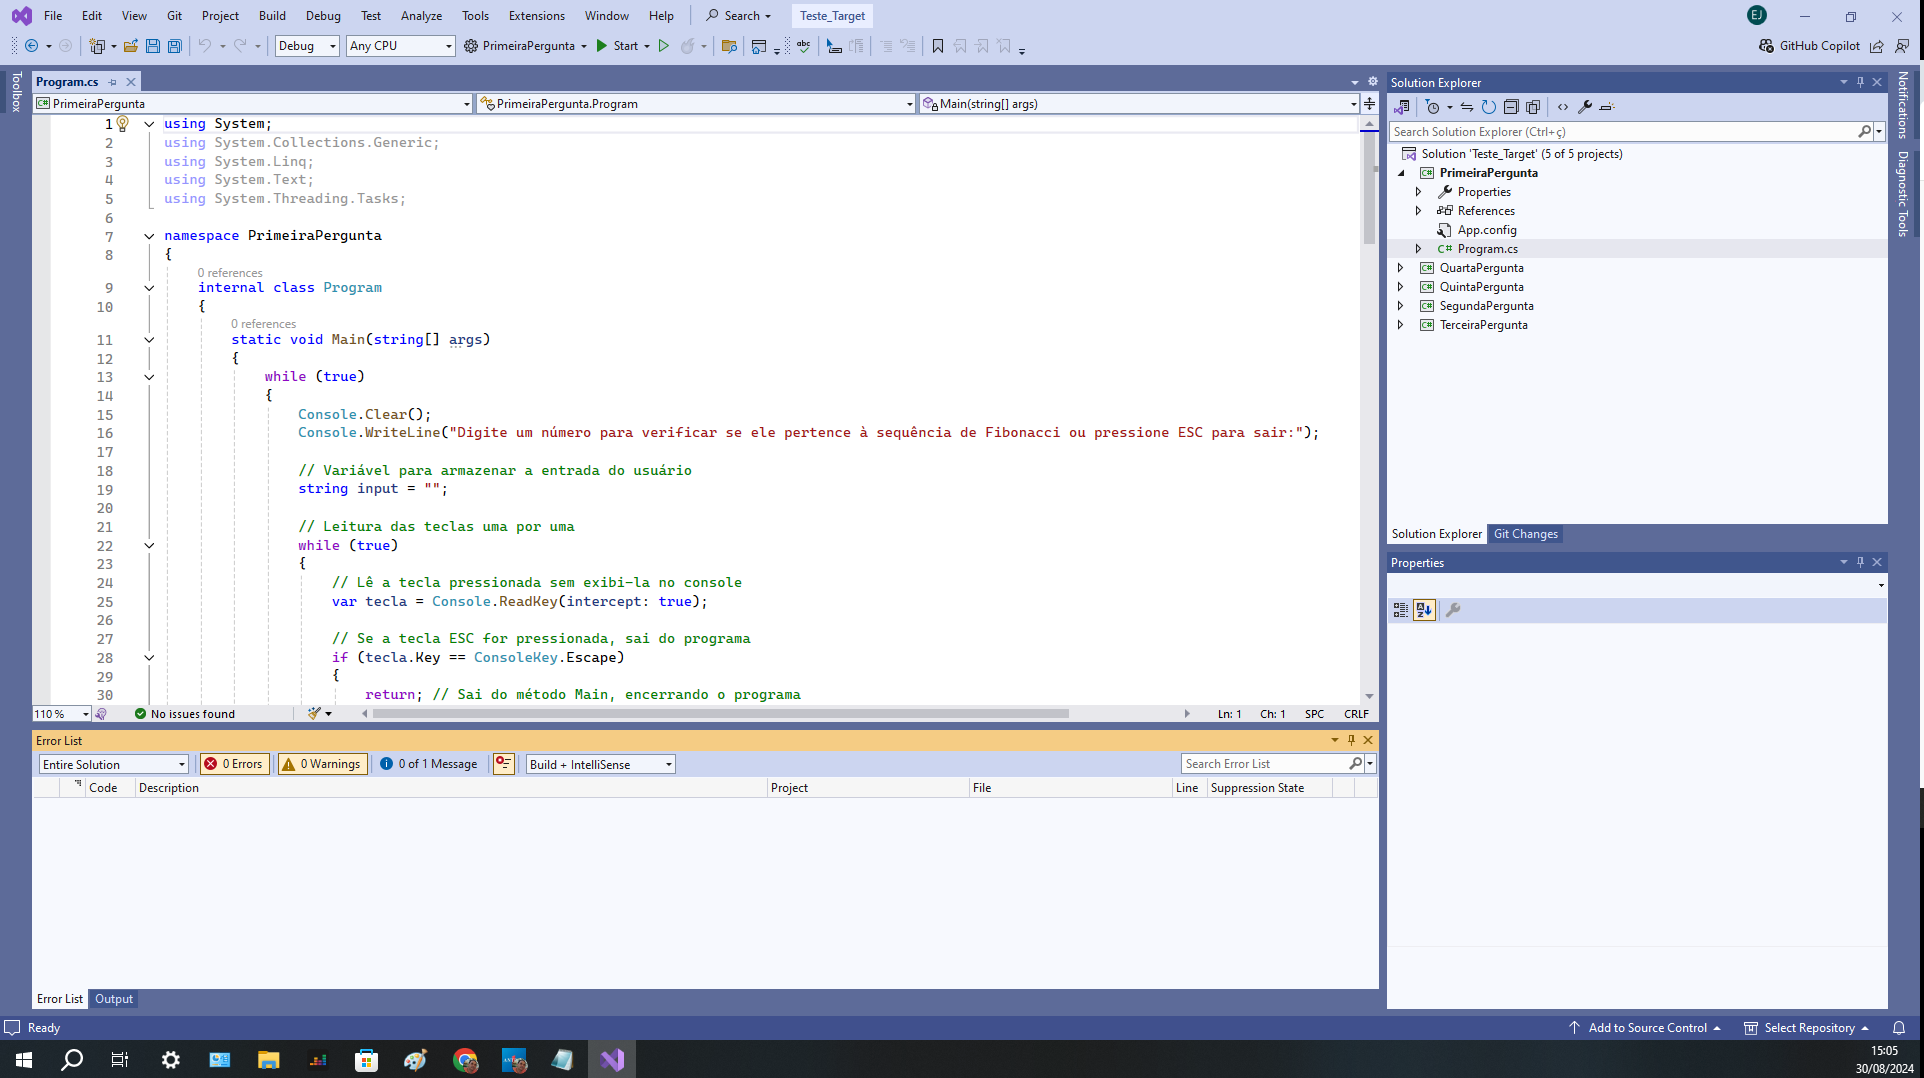 File Edit View Git Project Build Debug Test Analyze Tools Extensions Window Help Search Teste_Target EJ
Debug Any CPU PrimeiraPergunta Start abc GitHub Copilot
Toolbox
Program.cs
PrimeiraPergunta PrimeiraPergunta.Program Main(string[] args)
1 using System;
2 using System.Collections.Generic;
3 using System.Linq;
4 using System.Text;
5 using System.Threading.Tasks;
6
7 namespace PrimeiraPergunta
8 {
0 references
9 internal class Program
10 {
0 references
11 static void Main(string[] args)
12 {
13 while (true)
14 {
15 Console.Clear();
16 Console.WriteLine("Digite um número para verificar se ele pertence à sequência de Fibonacci ou pressione ESC para sair:");
17
18 // Variável para armazenar a entrada do usuário
19 string input = "";
20
21 // Leitura das teclas uma por uma
22 while (true)
23 {
24 // Lê a tecla pressionada sem exibi-la no console
25 var tecla = Console.ReadKey(intercept: true);
26
27 // Se a tecla ESC for pressionada, sai do programa
28 if (tecla.Key == ConsoleKey.Escape)
29 {
30 return; // Sai do método Main, encerrando o programa
110 % No issues found Ln: 1 Ch: 1 SPC CRLF
Error List
Entire Solution 0 Errors 0 Warnings 0 of 1 Message Build + IntelliSense Search Error List
Code Description Project File Line Suppression State
Error List Output
Solution Explorer
Search Solution Explorer (Ctrl+ç)
Solution 'Teste_Target' (5 of 5 projects)
PrimeiraPergunta
Properties
References
App.config
C# Program.cs
C# QuartaPergunta
C# QuintaPergunta
C# SegundaPergunta
C# TerceiraPergunta
Solution Explorer Git Changes
Properties
Notifications
Diagnostic Tools
Ready Add to Source Control Select Repository
15:05
30/08/2024